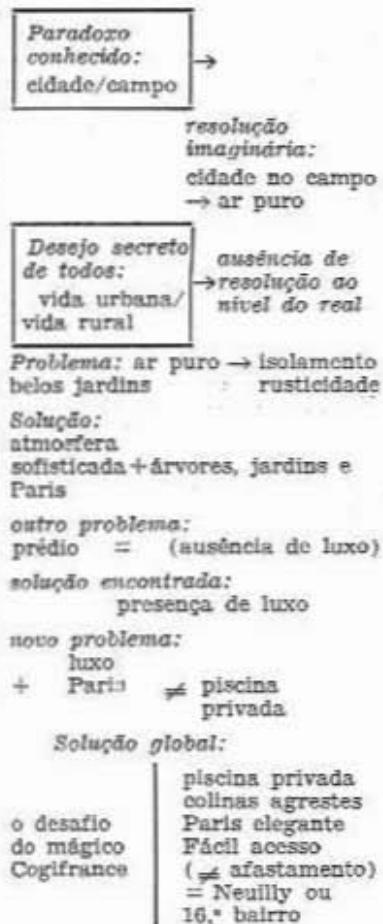 Paradoxo
conhecido: →
cidade/campo
resolução
imaginária:
cidade no campo
→ ar puro
Desejo secreto
de todos:
vida urbana/
vida rural
ausência de
→ resolução ao
nível do real
Problema: ar puro → isolamento
belos jardins rusticidade
Solução:
atmosfera
sofisticada + árvores, jardins e
Paris
outro problema:
prédio = (ausência de luxo)
solução encontrada:
presença de luxo
novo problema:
luxo
+ Paris ≠ piscina
privada
Solução global:
o desafio
do mágico
Cogifrance
piscina privada
colinas agrestes
Paris elegante
Fácil acesso
(≠ afastamento)
= Neuilly ou
16.º bairro